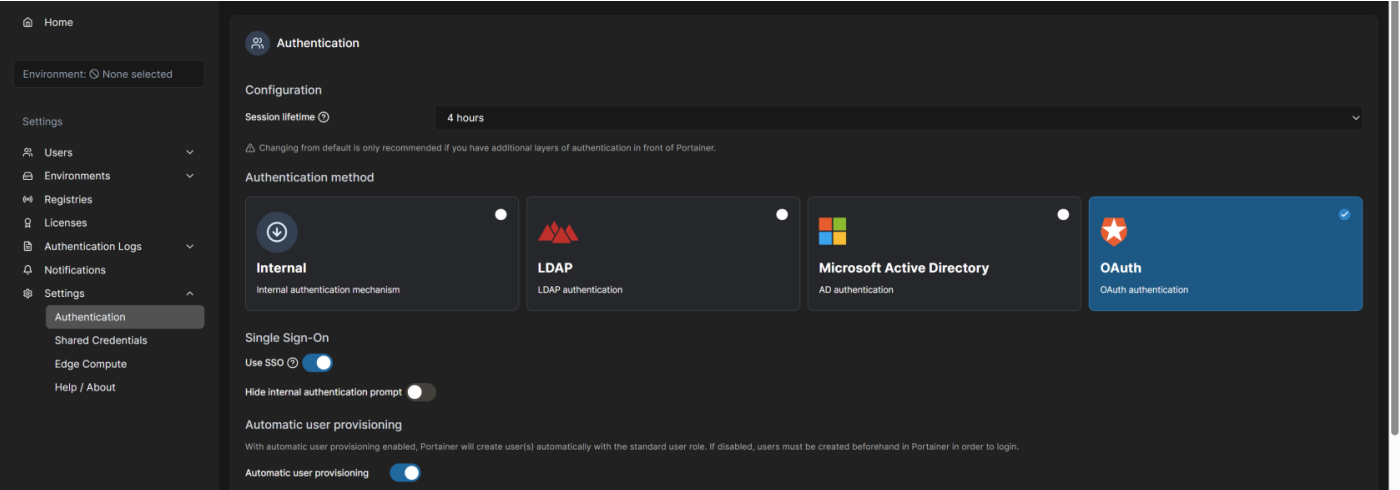 Home
Environment: None selected
Settings
Users
Environments
Registries
Licenses
Authentication Logs
Notifications
Settings
Authentication
Shared Credentials
Edge Compute
Help / About
Authentication
Configuration
Session lifetime
4 hours
Changing from default is only recommended if you have additional layers of authentication in front of Portainer.
Authentication method
Internal
Internal authentication mechanism
LDAP
LDAP authentication
Microsoft Active Directory
AD authentication
OAuth
OAuth authentication
Single Sign-On
Use SSO
Hide internal authentication prompt
Automatic user provisioning
With automatic user provisioning enabled, Portainer will create user(s) automatically with the standard user role. If disabled, users must be created beforehand in Portainer in order to login.
Automatic user provisioning